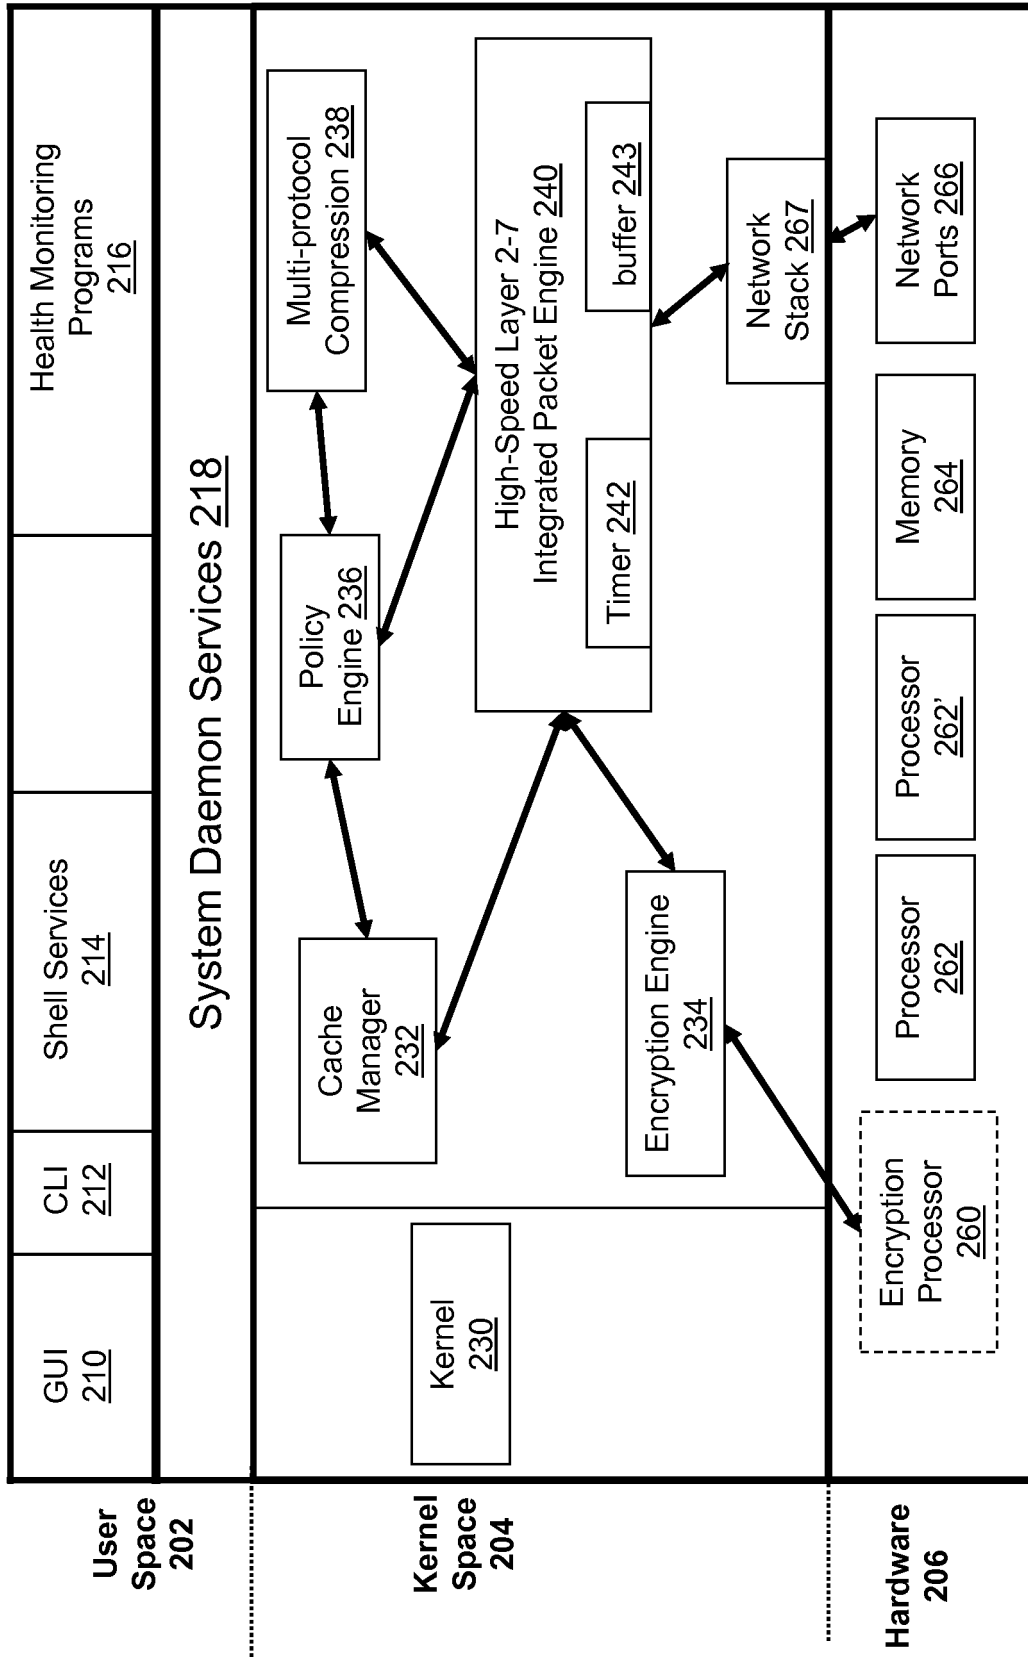 User
Space
202
GUI
210
CLI
212
Shell Services
214
Health Monitoring
Programs
216
System Daemon Services 218
Kernel
Space
204
Kernel
230
Cache
Manager
232
Policy
Engine 236
Multi-protocol
Compression 238
High-Speed Layer 2-7
Integrated Packet Engine 240
Timer 242
buffer 243
Encryption Engine
234
Network
Stack 267
Hardware
206
Encryption
Processor
260
Processor
262
Processor
262'
Memory
264
Network
Ports 266